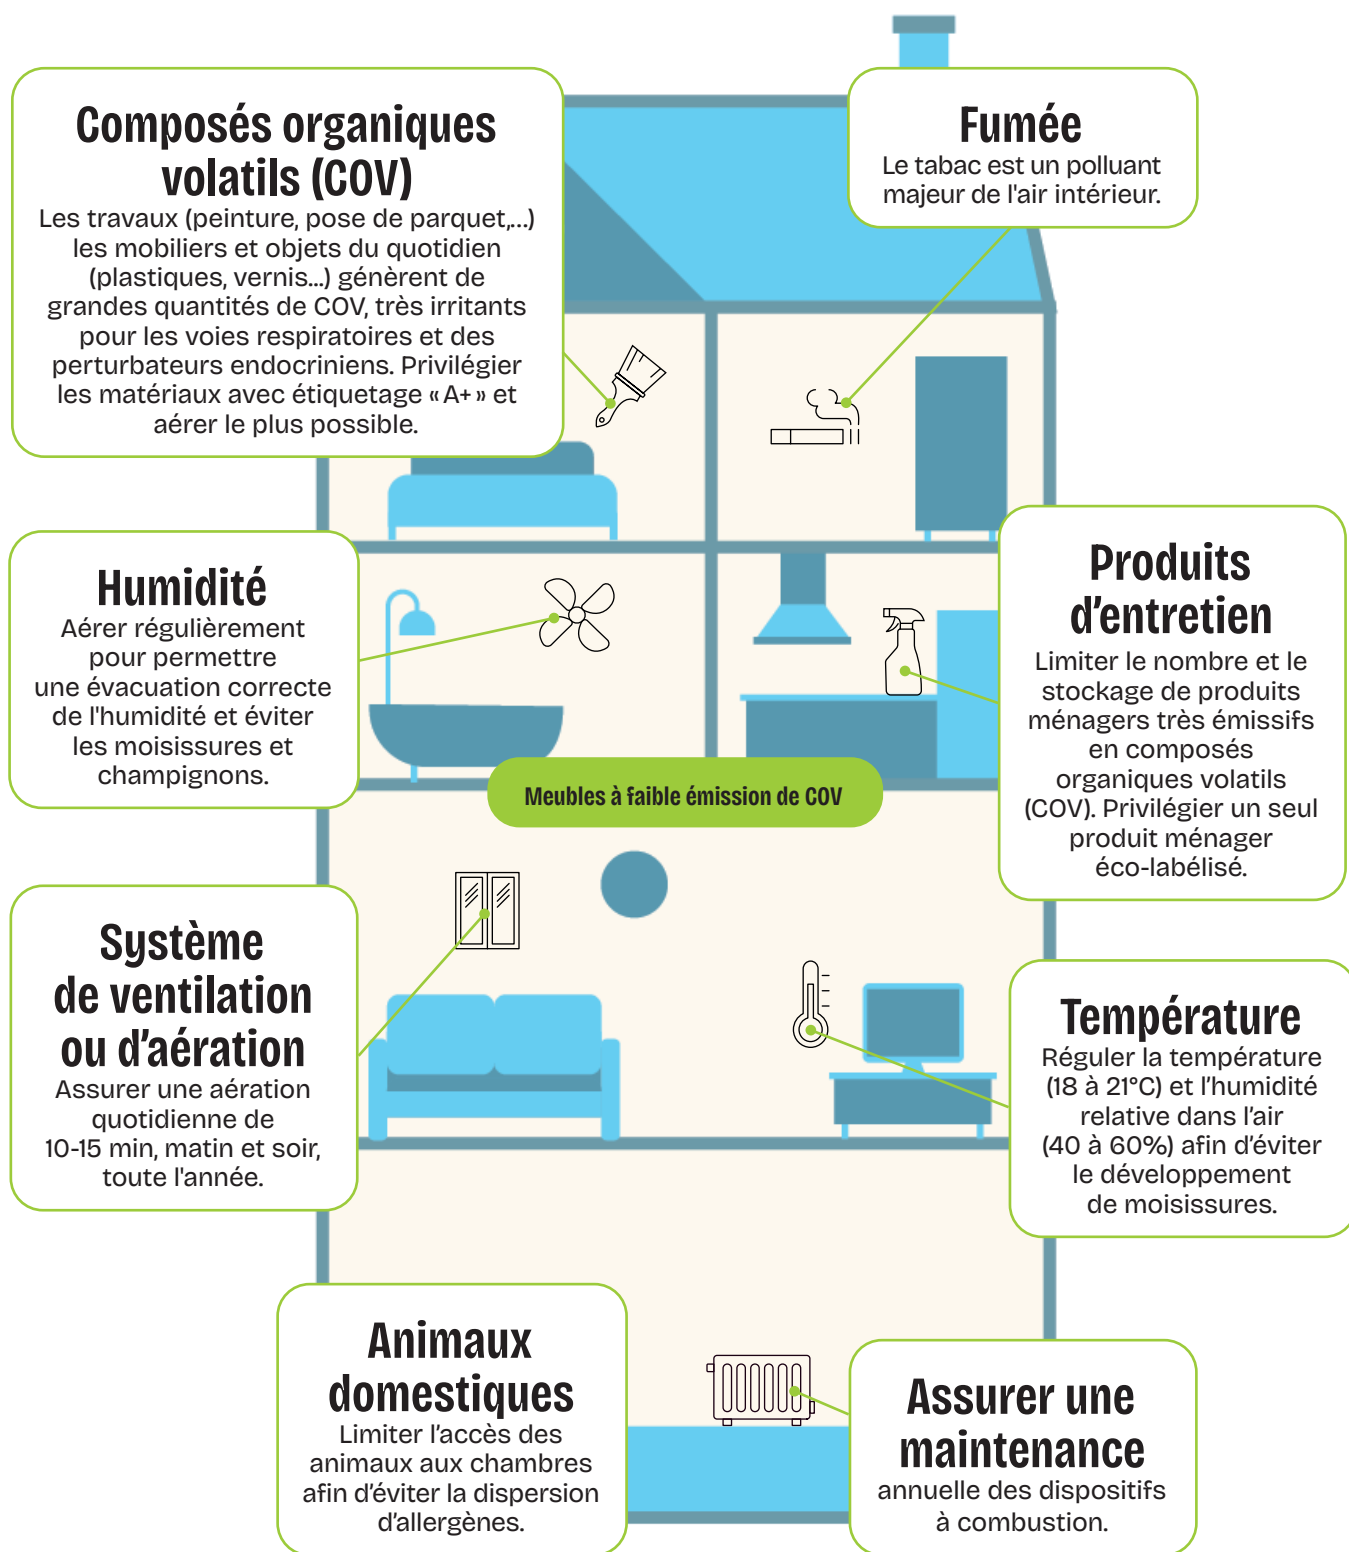 Composés organiques
volatils (COV)
Les travaux (peinture, pose de parquet,...)
les mobiliers et objets du quotidien
(plastiques, vernis...) génèrent de
grandes quantités de COV, très irritants
pour les voies respiratoires et des
perturbateurs endocriniens. Privilégier
les matériaux avec étiquetage « A+ » et
aérer le plus possible.
Fumée
Le tabac est un polluant
majeur de l'air intérieur.
Humidité
Aérer régulièrement
pour permettre
une évacuation correcte
de l'humidité et éviter
les moisissures et
champignons.
Produits
d'entretien
Limiter le nombre et le
stockage de produits
ménagers très émissifs
en composés
organiques volatils
(COV). Privilégier un seul
produit ménager
éco-labélisé.
Meubles à faible émission de COV
Système
de ventilation
ou d'aération
Assurer une aération
quotidienne de
10-15 min, matin et soir,
toute l'année.
Température
Réguler la température
(18 à 21°C) et l'humidité
relative dans l'air
(40 à 60%) afin d'éviter
le développement
de moisissures.
Animaux
domestiques
Limiter l'accès des
animaux aux chambres
afin d'éviter la dispersion
d'allergènes.
Assurer une
maintenance
annuelle des dispositifs
à combustion.